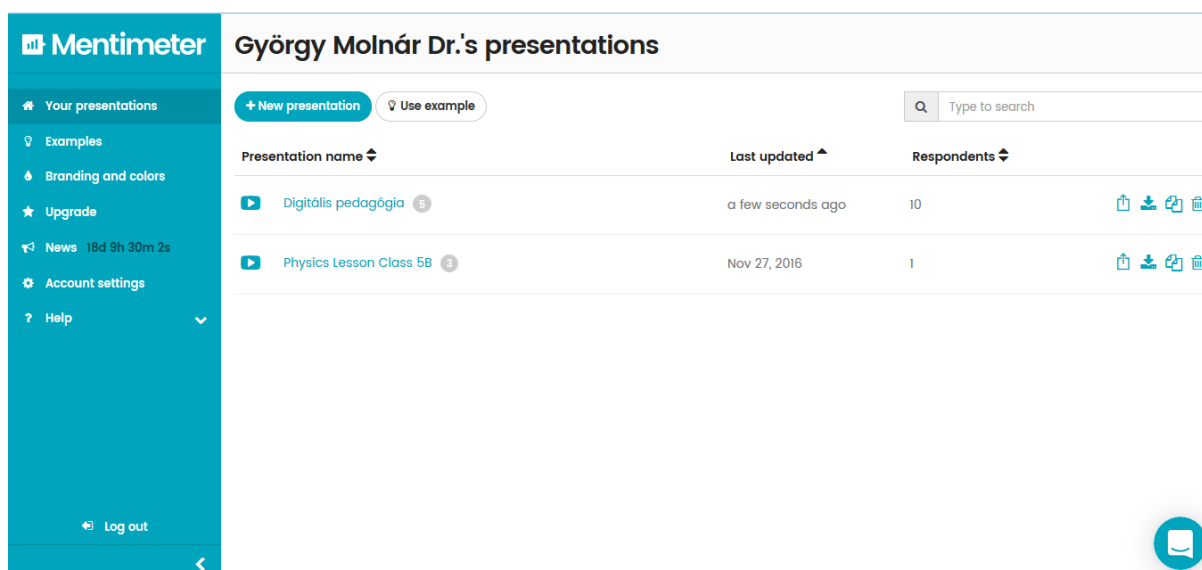 Mentimeter
György Molnár Dr.'s presentations
Your presentations
Examples
Branding and colors
Upgrade
News 18d 9h 30m 2s
Account settings
? Help
Log out
+ New presentation
Use example
Type to search
Presentation name Last updated Respondents
Digitális pedagógia 5 a few seconds ago 10
Physics Lesson Class 5B 3 Nov 27, 2016 1